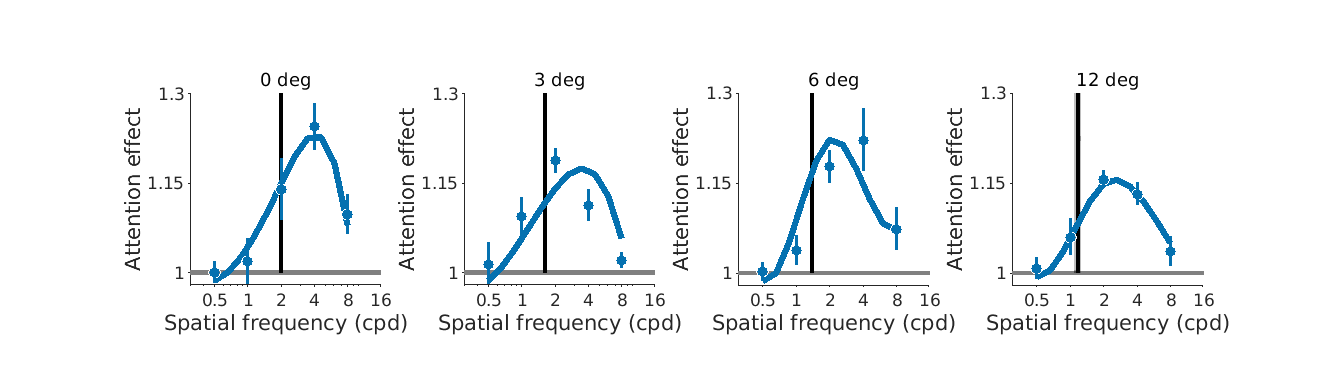 0 deg
3 deg
6 deg
12 deg
1.3
1.15
1
Attention effect
0.5 1 2 4 8 16
Spatial frequency (cpd)
1.3
1.15
1
Attention effect
0.5 1 2 4 8 16
Spatial frequency (cpd)
1.3
1.15
1
Attention effect
0.5 1 2 4 8 16
Spatial frequency (cpd)
1.3
1.15
1
Attention effect
0.5 1 2 4 8 16
Spatial frequency (cpd)